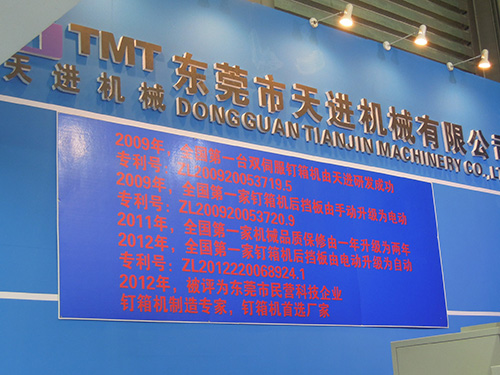 TMT 东莞市天进机械有限公司
天进机械 DONGGUAN TIANJIN MACHINERY CO.,LT
2009年，全国第一台双伺服钉箱机由天进研发成功
专利号：ZL200920053719.5
2009年，全国第一家钉箱机后挡板由手动升级为电动
专利号：ZL200920053720.9
2011年，全国第一家机械品质保修由一年升级为两年
2012年，全国第一家钉箱机后挡板由电动升级为自动
专利号：ZL2012220068924.1
2012年，被评为东莞市民营科技企业
钉箱机制造专家，钉箱机首选厂家